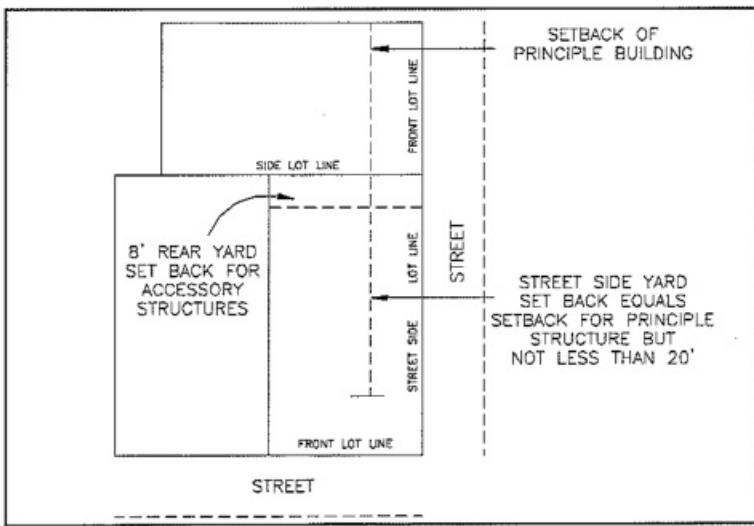 SETBACK OF
PRINCIPLE BUILDING
FRONT LOT LINE
SIDE LOT LINE
8' REAR YARD
SET BACK FOR
ACCESSORY
STRUCTURES
STREET SIDE LOT LINE
STREET
STREET SIDE YARD
SET BACK EQUALS
SETBACK FOR PRINCIPLE
STRUCTURE BUT
NOT LESS THAN 20'
FRONT LOT LINE
STREET